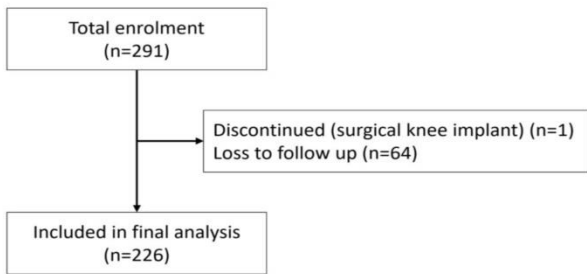 Total enrolment
(n=291)
Discontinued (surgical knee implant) (n=1)
Loss to follow up (n=64)
Included in final analysis
(n=226)